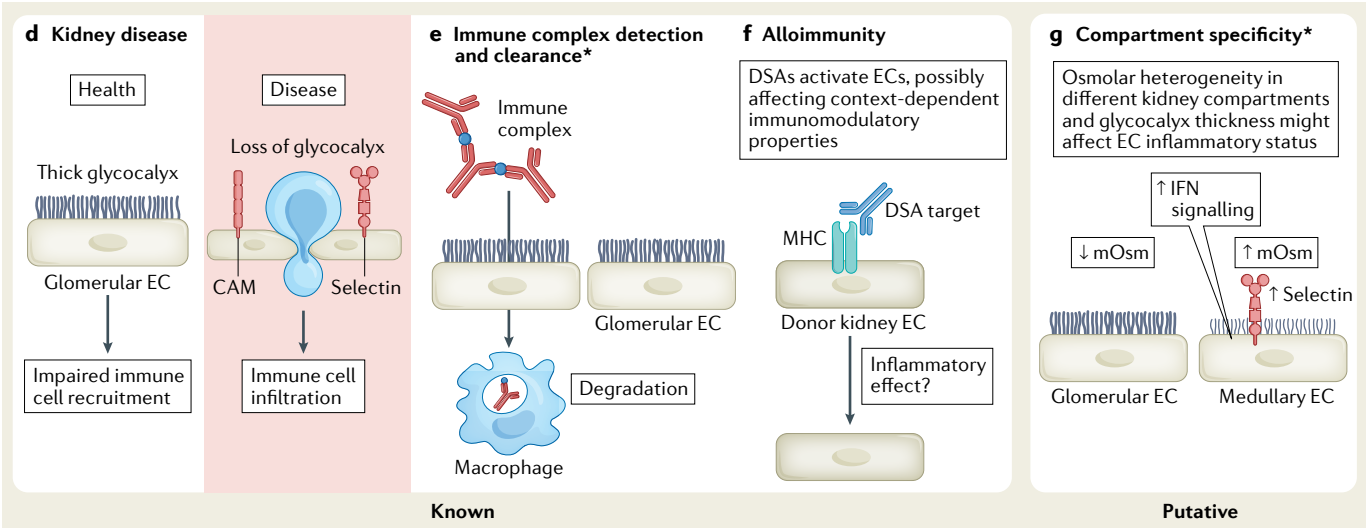 d Kidney disease
Health
Thick glycocalyx
Glomerular EC
Impaired immune
cell recruitment
Disease
Loss of glycocalyx
CAM
Selectin
Immune cell
infiltration
e Immune complex detection
and clearance*
Immune
complex
Glomerular EC
Degradation
Macrophage
f Alloimmunity
DSAs activate ECs, possibly
affecting context-dependent
immunomodulatory
properties
DSA target
MHC
Donor kidney EC
Inflammatory
effect?
Known
g Compartment specificity*
Osmolar heterogeneity in
different kidney compartments
and glycocalyx thickness might
affect EC inflammatory status
↑ IFN
signalling
↓ mOsm
↑ mOsm
↑ Selectin
Glomerular EC
Medullary EC
Putative